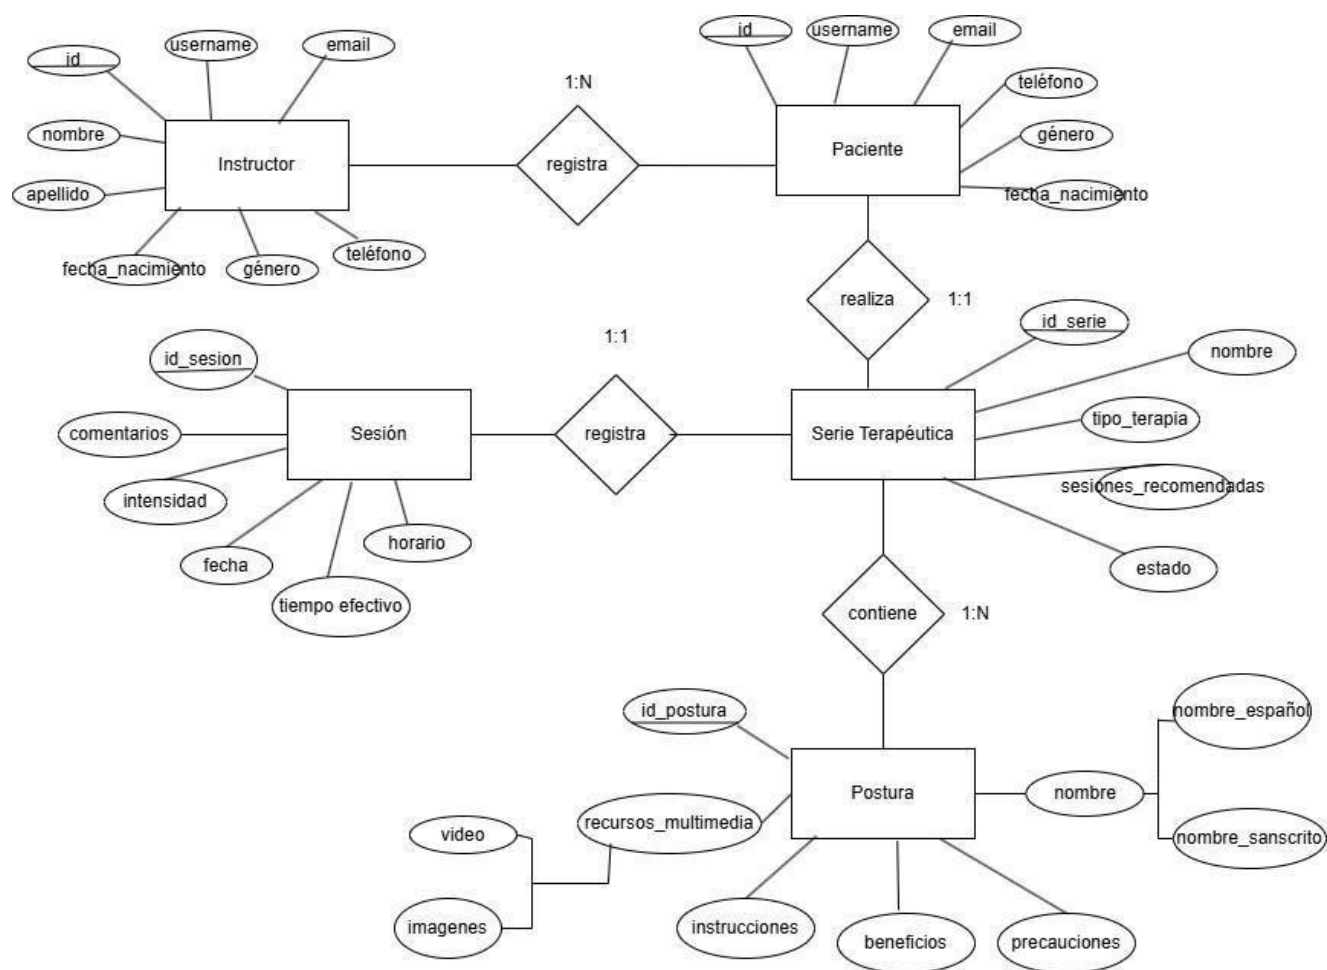 username
email
id
nombre
apellido
fecha_nacimiento
género
teléfono
Instructor
1:N
registra
id
username
email
teléfono
género
fecha_nacimiento
Paciente
realiza
1:1
id_sesion
comentarios
intensidad
fecha
tiempo efectivo
horario
Sesión
1:1
registra
Serie Terapéutica
id_serie
nombre
tipo_terapia
sesiones_recomendadas
estado
contiene
1:N
id_postura
recursos_multimedia
video
imagenes
instrucciones
beneficios
precauciones
Postura
nombre
nombre_español
nombre_sanscrito